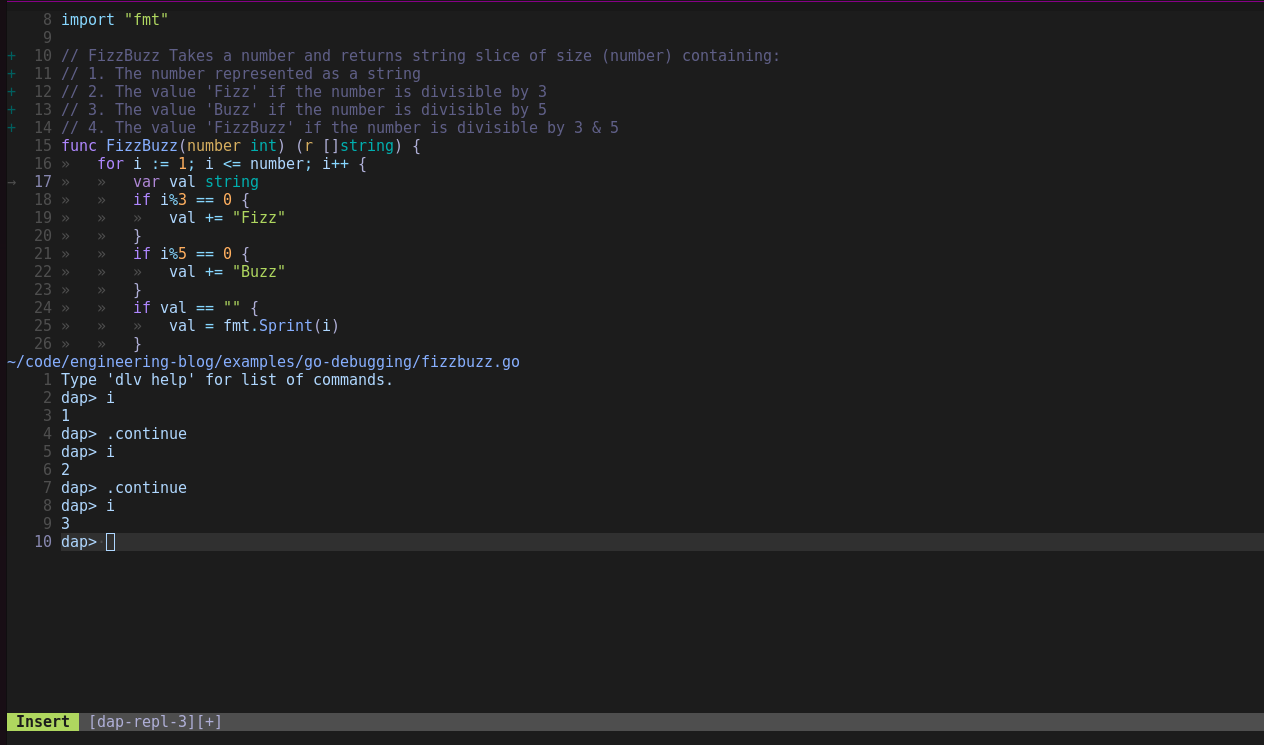 8 import "fmt"
9
+ 10 // FizzBuzz Takes a number and returns string slice of size (number) containing:
+ 11 // 1. The number represented as a string
+ 12 // 2. The value 'Fizz' if the number is divisible by 3
+ 13 // 3. The value 'Buzz' if the number is divisible by 5
+ 14 // 4. The value 'FizzBuzz' if the number is divisible by 3 & 5
15 func FizzBuzz(number int) (r []string) {
16 »   for i := 1; i <= number; i++ {
→ 17 »   »   var val string
18 »   »   if i%3 == 0 {
19 »   »   »   val += "Fizz"
20 »   »   }
21 »   »   if i%5 == 0 {
22 »   »   »   val += "Buzz"
23 »   »   }
24 »   »   if val == "" {
25 »   »   »   val = fmt.Sprint(i)
26 »   »   }
~/code/engineering-blog/examples/go-debugging/fizzbuzz.go
1 Type 'dlv help' for list of commands.
2 dap> i
3 1
4 dap> .continue
5 dap> i
6 2
7 dap> .continue
8 dap> i
9 3
10 dap>·
Insert [dap-repl-3][+]